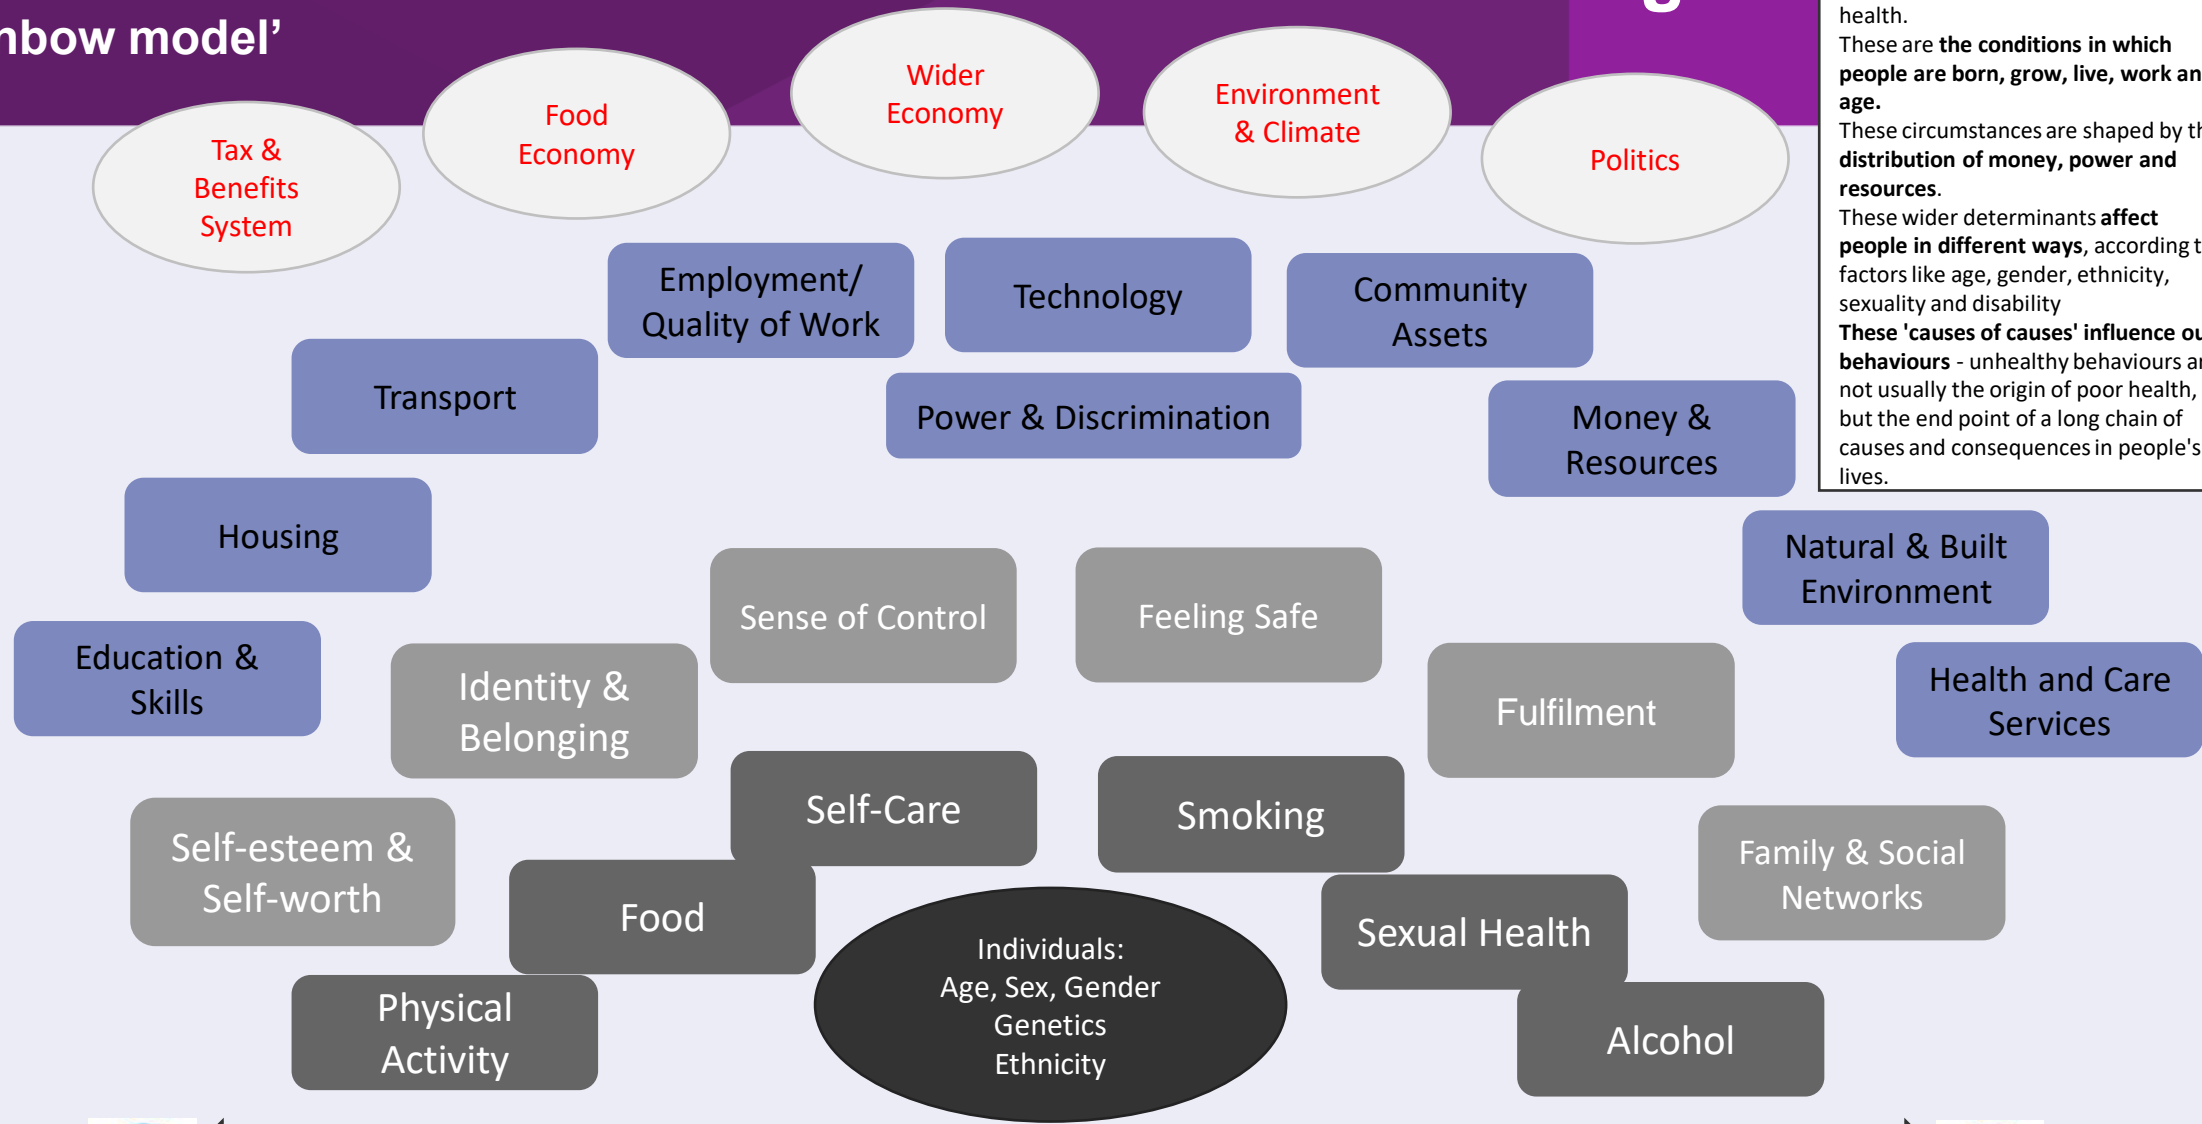 nbow model’
g
health.
These are the conditions in which
people are born, grow, live, work an
age.
These circumstances are shaped by th
distribution of money, power and
resources.
These wider determinants affect
people in different ways, according t
factors like age, gender, ethnicity,
sexuality and disability
These 'causes of causes' influence ou
behaviours - unhealthy behaviours ar
not usually the origin of poor health,
but the end point of a long chain of
causes and consequences in people's
lives.
Tax &
Benefits
System
Food
Economy
Wider
Economy
Environment
& Climate
Politics
Employment/
Quality of Work
Technology
Community
Assets
Transport
Power & Discrimination
Money &
Resources
Housing
Natural & Built
Environment
Education &
Skills
Health and Care
Services
Sense of Control
Feeling Safe
Identity &
Belonging
Fulfilment
Self-esteem &
Self-worth
Family & Social
Networks
Self-Care
Smoking
Food
Sexual Health
Physical
Activity
Alcohol
Individuals:
Age, Sex, Gender
Genetics
Ethnicity